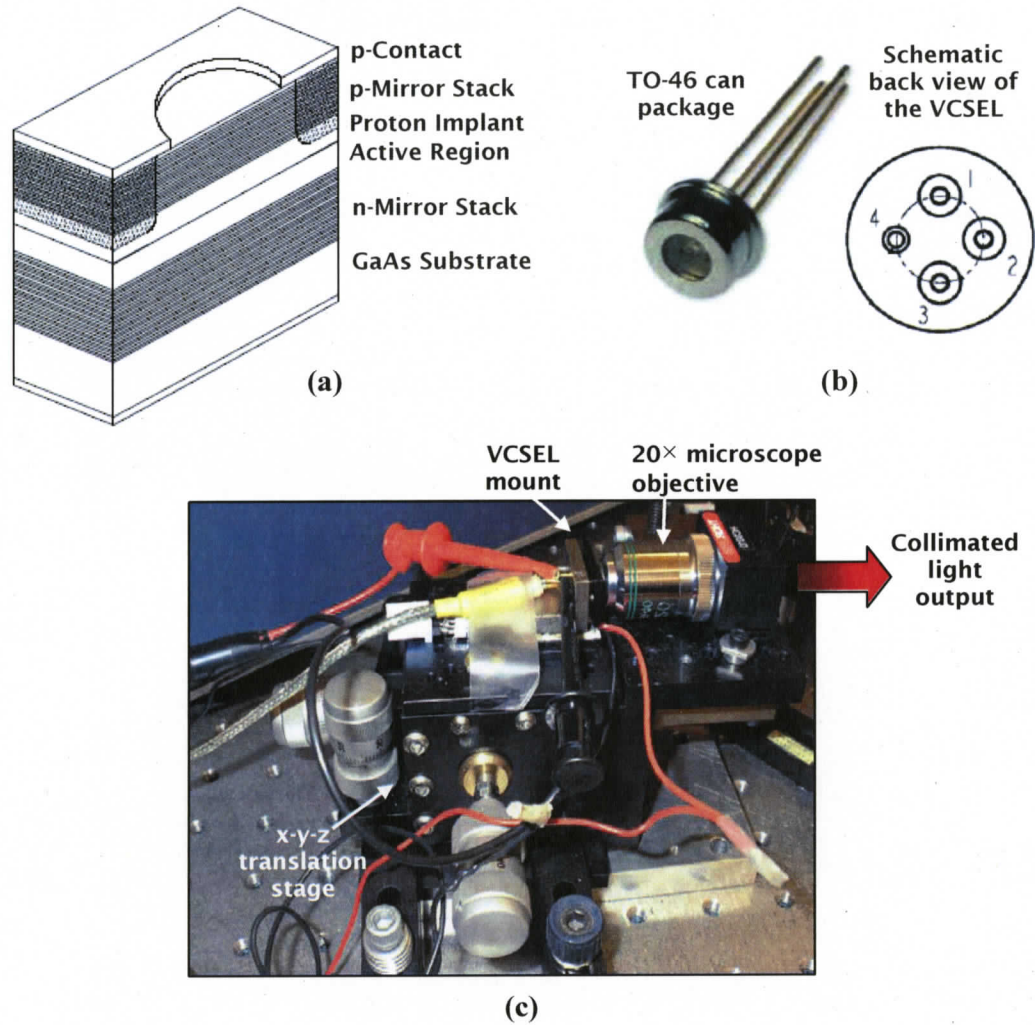 p-Contact
p-Mirror Stack
Proton Implant
Active Region
n-Mirror Stack
GaAs Substrate
(a)
TO-46 can
package
Schematic
back view of
the VCSEL
1
2
3
4
(b)
VCSEL
mount
20× microscope
objective
Collimated
light
output
x-y-z
translation
stage
(c)